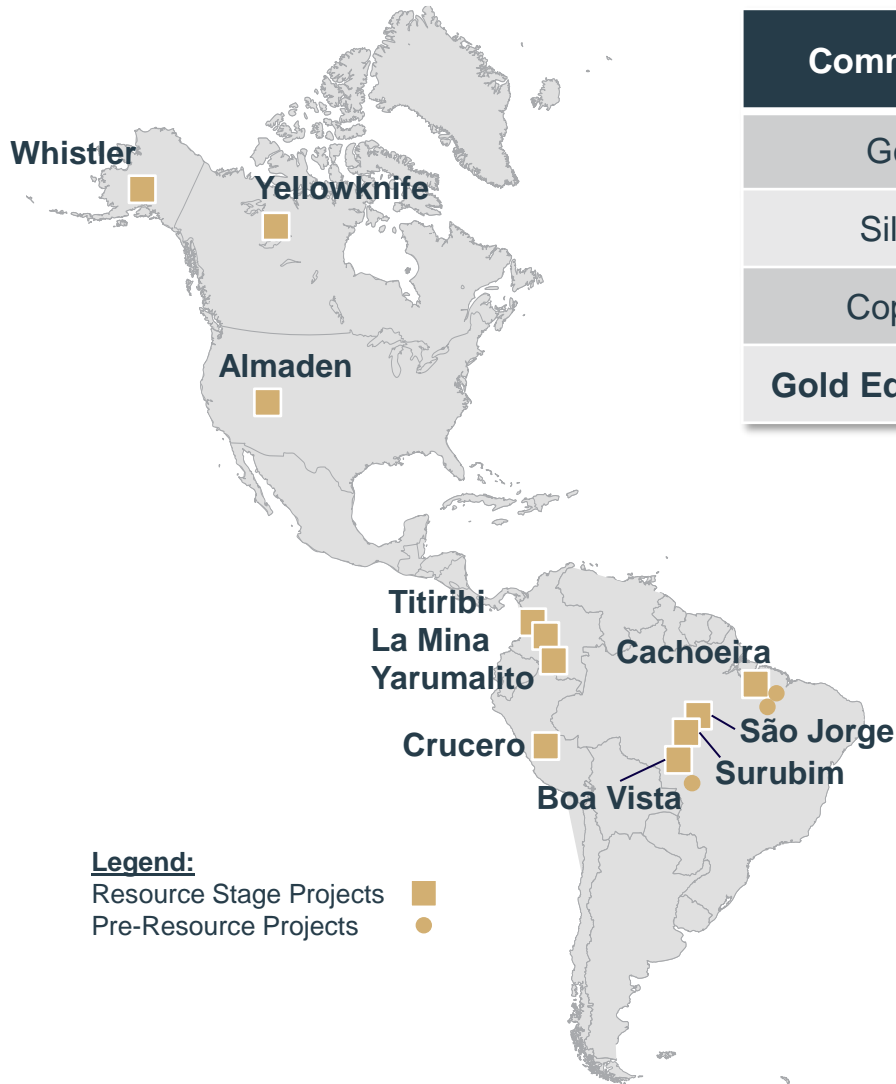 Whistler
Yellowknife
Almaden
Titiribi
La Mina
Yarumalito
Cachoeira
Crucero
São Jorge
Surubim
Boa Vista
Legend:
Resource Stage Projects
Pre-Resource Projects
Gold